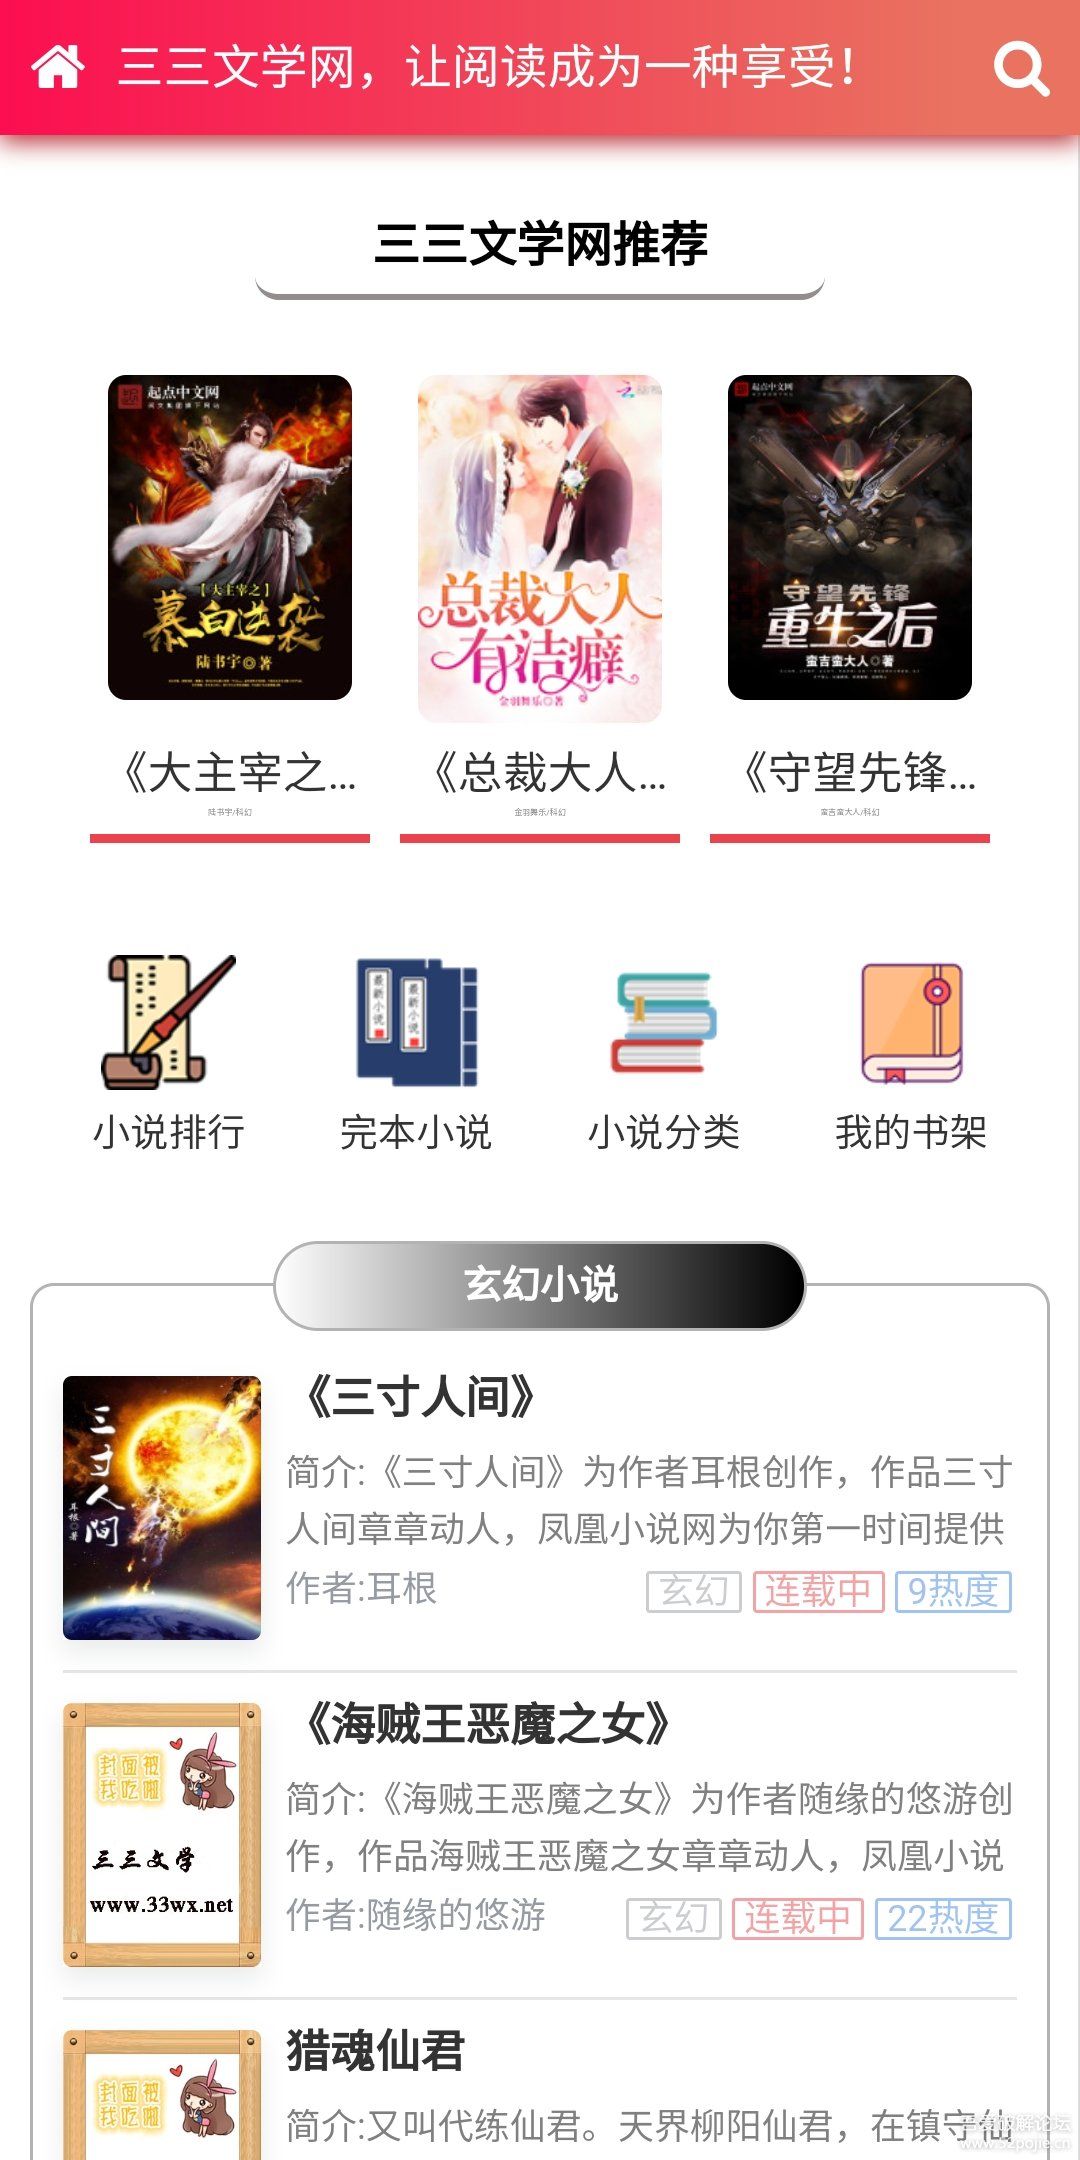 三三文学网，让阅读成为一种享受！
三三文学网推荐
起点中文网
【大主宰之】
慕白逆袭
陆书宇◎著
总裁大人
有洁癖
金羽舞乐◎著
起点中文网
守望先锋
重生之后
蛮吉蛮大人◎著
《大主宰之...
《总裁大人...
《守望先锋...
陆书宇/科幻
金羽舞乐/科幻
蛮吉蛮大人/科幻
最新小说
最新小说
小说排行
完本小说
小说分类
我的书架
玄幻小说
三寸人间
耳根◎著
《三寸人间》
简介:《三寸人间》为作者耳根创作，作品三寸
人间章章动人，凤凰小说网为你第一时间提供
作者:耳根
玄幻 连载中 9热度
封面被
我吃啦
三三文学
www.33wx.net
《海贼王恶魔之女》
简介:《海贼王恶魔之女》为作者随缘的悠游创
作，作品海贼王恶魔之女章章动人，凤凰小说
作者:随缘的悠游
玄幻 连载中 22热度
封面被
我吃啦
猎魂仙君
简介:又叫代练仙君。天界柳阳仙君，在镇守仙
吾爱破解论坛
www.52pojie.cn